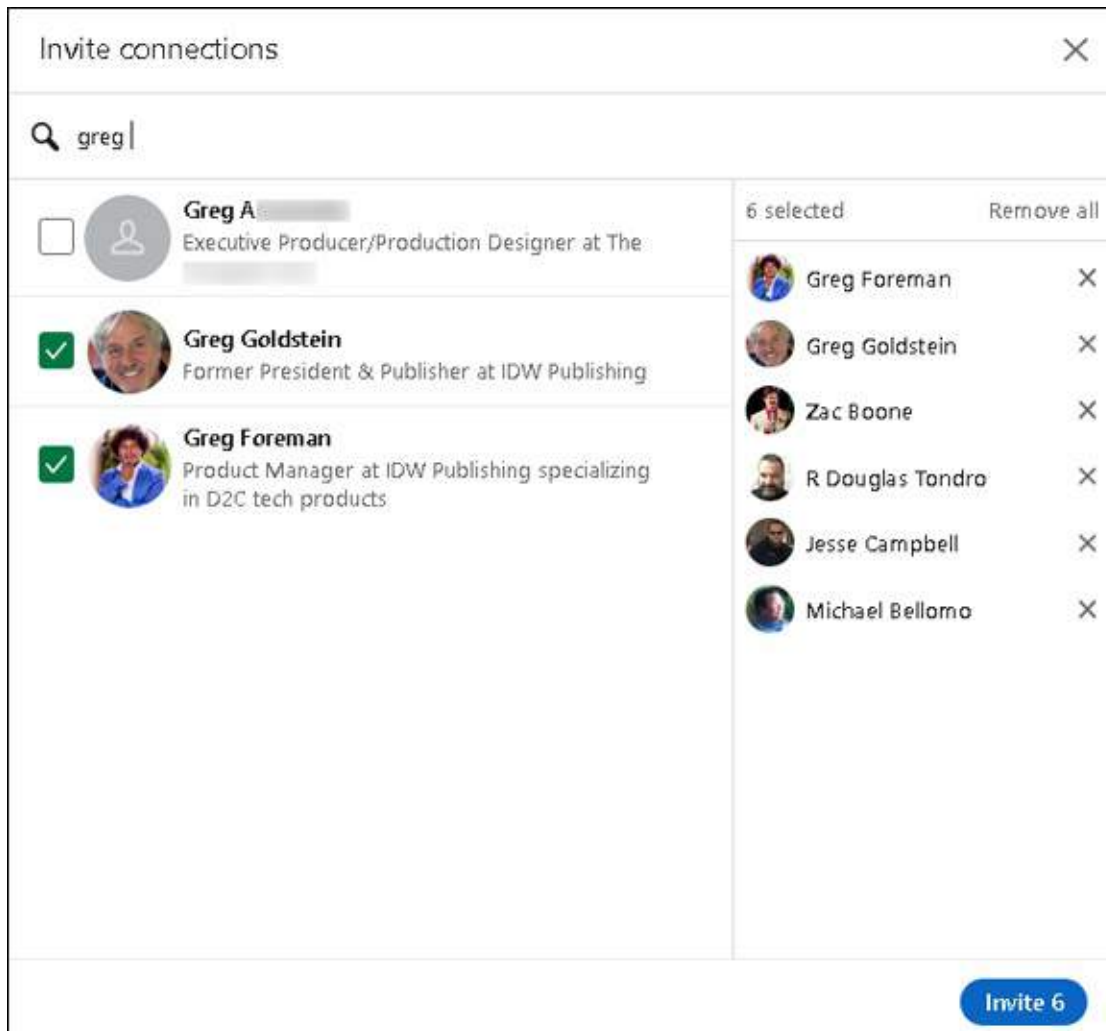 Invite connections
greg
Greg A
Executive Producer/Production Designer at The
Greg Goldstein
Former President & Publisher at IDW Publishing
Greg Foreman
Product Manager at IDW Publishing specializing
in D2C tech products
6 selected
Remove all
Greg Foreman
Greg Goldstein
Zac Boone
R Douglas Tondro
Jesse Campbell
Michael Bellomo
Invite 6